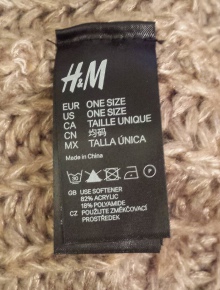 H&M
EUR ONE SIZE
US ONE SIZE
CA TAILLE UNIQUE
CN 均码
MX TALLA ÚNICA
Made in China
30
GB USE SOFTENER
82% ACRYLIC
18% POLYAMIDE
CZ POUŽIJTE ZMĚKČOVACÍ
PROSTŘEDEK